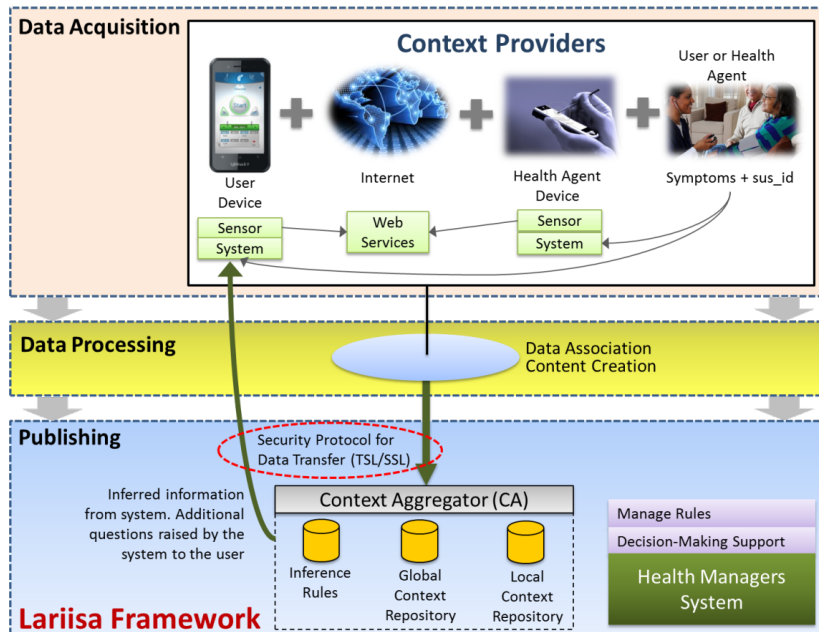 Data Acquisition
Context Providers
User or Health
Agent
User
Device
Internet
Health Agent
Device
Symptoms + sus_id
Sensor
System
Web
Services
Sensor
System
Data Processing
Data Association
Content Creation
Publishing
Security Protocol for
Data Transfer (TSL/SSL)
Inferred information
from system. Additional
questions raised by the
system to the user
Context Aggregator (CA)
Inference
Rules
Global
Context
Repository
Local
Context
Repository
Manage Rules
Decision-Making Support
Health Managers
System
Lariisa Framework